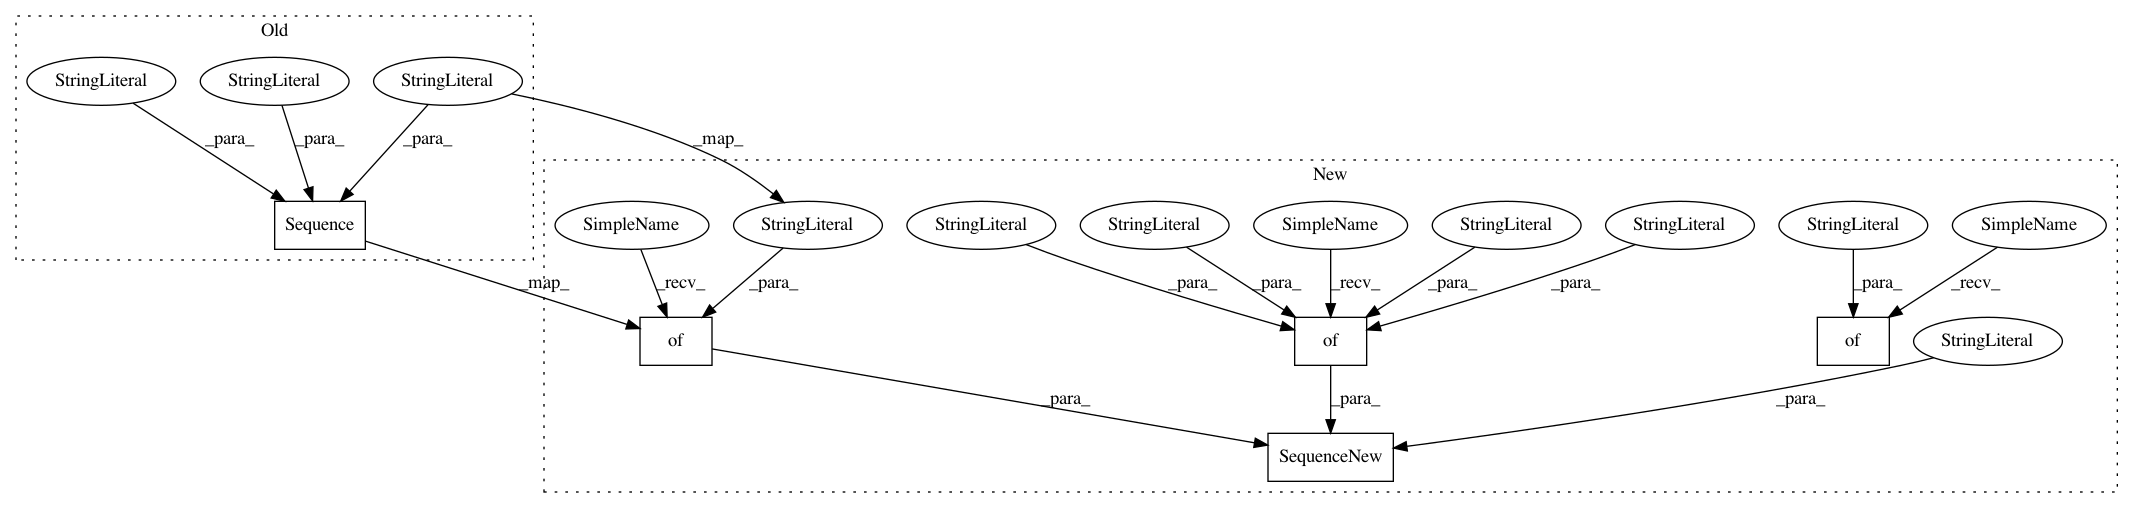 Old
StringLiteral StringLiteral StringLiteral
_para_ _para_ _para_ _map_
New
Sequence SimpleName StringLiteral StringLiteral StringLiteral SimpleName StringLiteral StringLiteral StringLiteral SimpleName
_map_ _recv_ _para_ _para_ _para_ _recv_ _para_ _para_ _para_ _recv_
of of of StringLiteral
_para_ _para_ _para_
SequenceNew